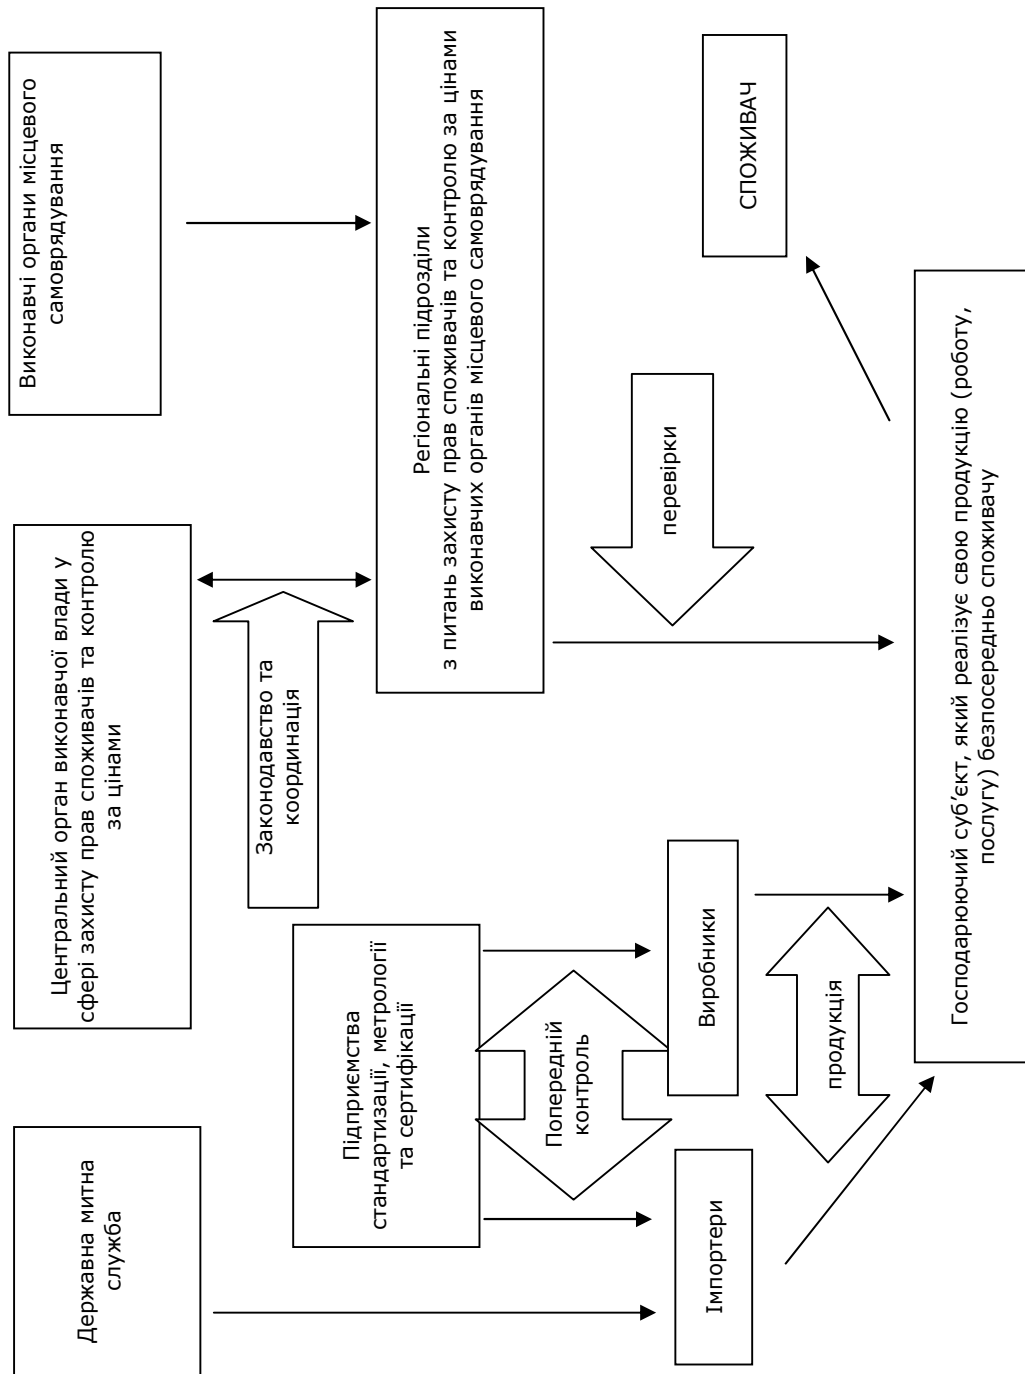 Державна митна
служба
Центральний орган виконавчої влади у
сфері захисту прав споживачів та контролю
за цінами
Виконавчі органи місцевого
самоврядування
Законодавство та
координація
Підприємства
стандартизації, метрології
та сертифікації
Регіональні підрозділи
з питань захисту прав споживачів та контролю за цінами
виконавчих органів місцевого самоврядування
Попередній
контроль
Імпортери
Виробники
перевірки
СПОЖИВАЧ
продукція
Господарюючий суб’єкт, який реалізує свою продукцію (роботу,
послугу) безпосередньо споживачу